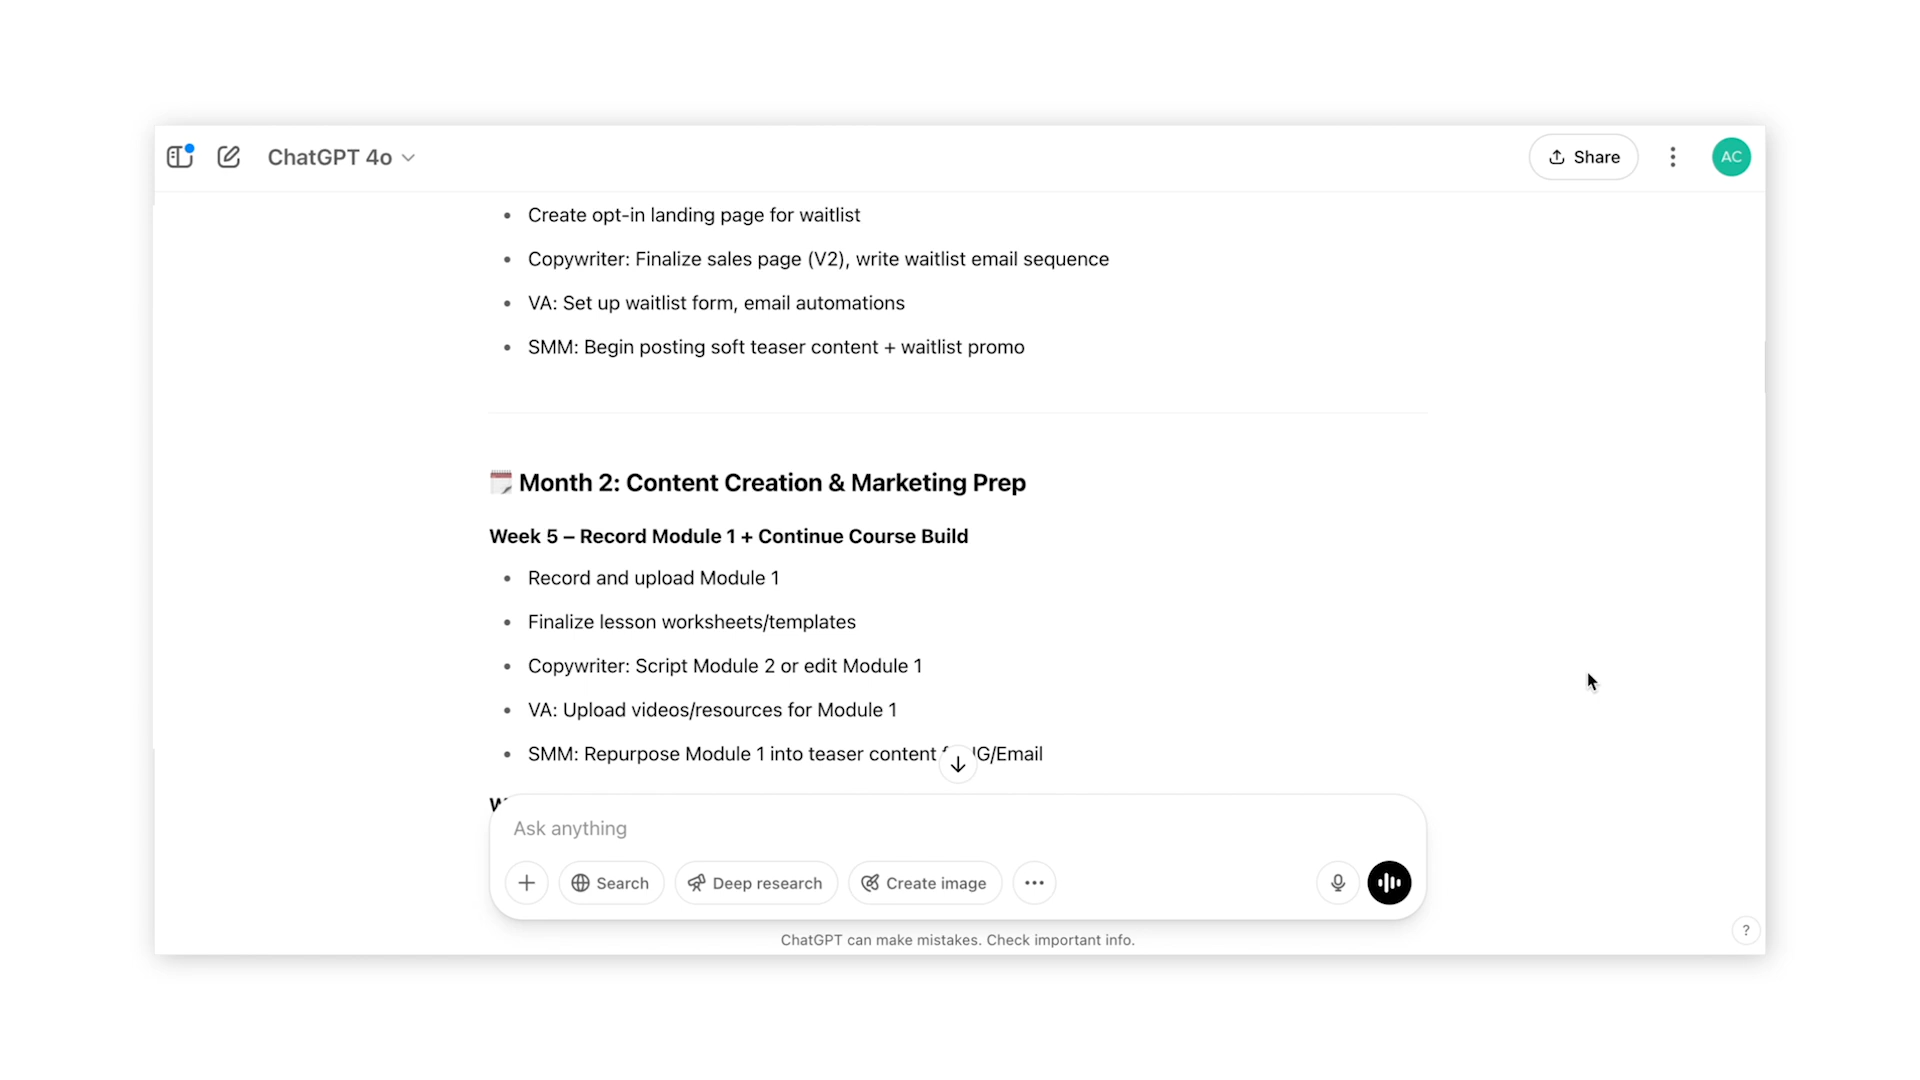 ChatGPT 4o
Share
AC
Create opt-in landing page for waitlist
Copywriter: Finalize sales page (V2), write waitlist email sequence
VA: Set up waitlist form, email automations
SMM: Begin posting soft teaser content + waitlist promo
Month 2: Content Creation & Marketing Prep
Week 5 – Record Module 1 + Continue Course Build
Record and upload Module 1
Finalize lesson worksheets/templates
Copywriter: Script Module 2 or edit Module 1
VA: Upload videos/resources for Module 1
SMM: Repurpose Module 1 into teaser content IG/Email
Ask anything
Search
Deep research
Create image
ChatGPT can make mistakes. Check important info.
?